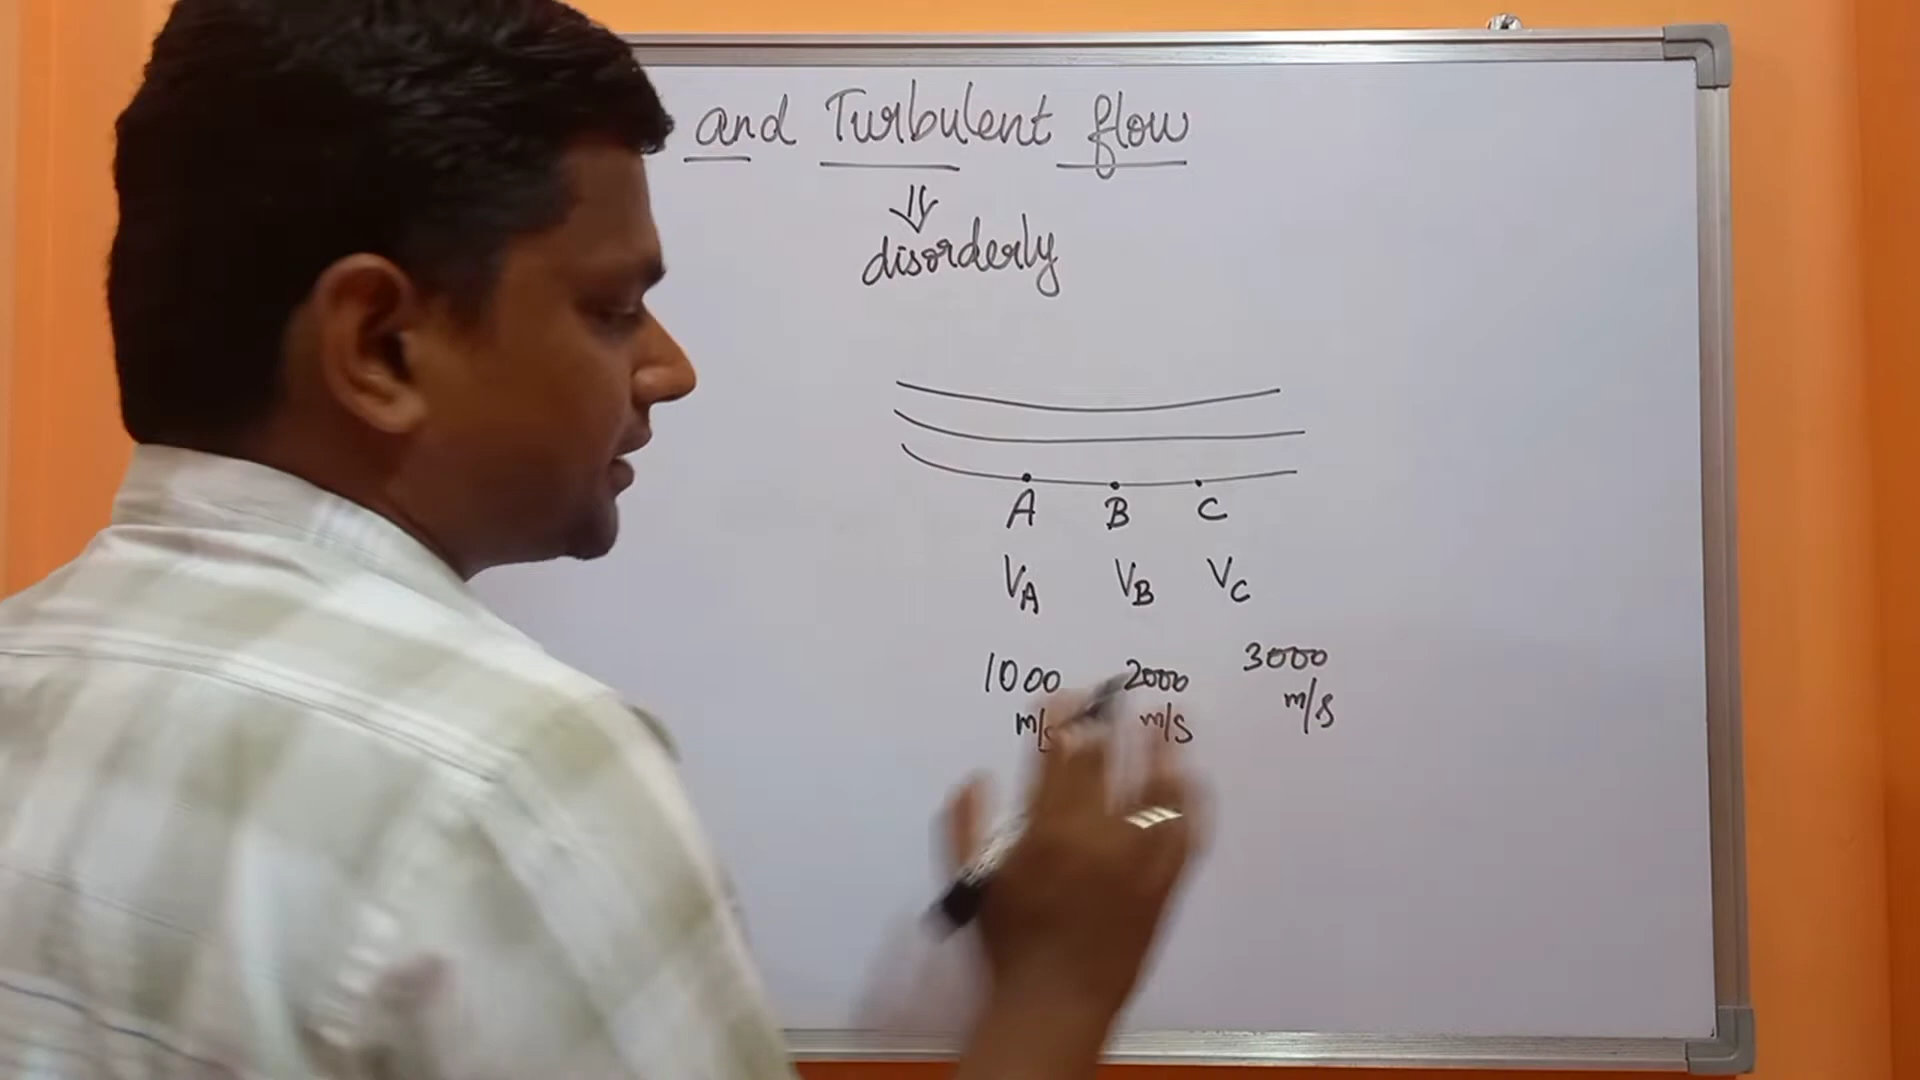 and Turbulent flow
disorderly
A B C
VA VB VC
1000 2000 3000
m/s m/s m/s